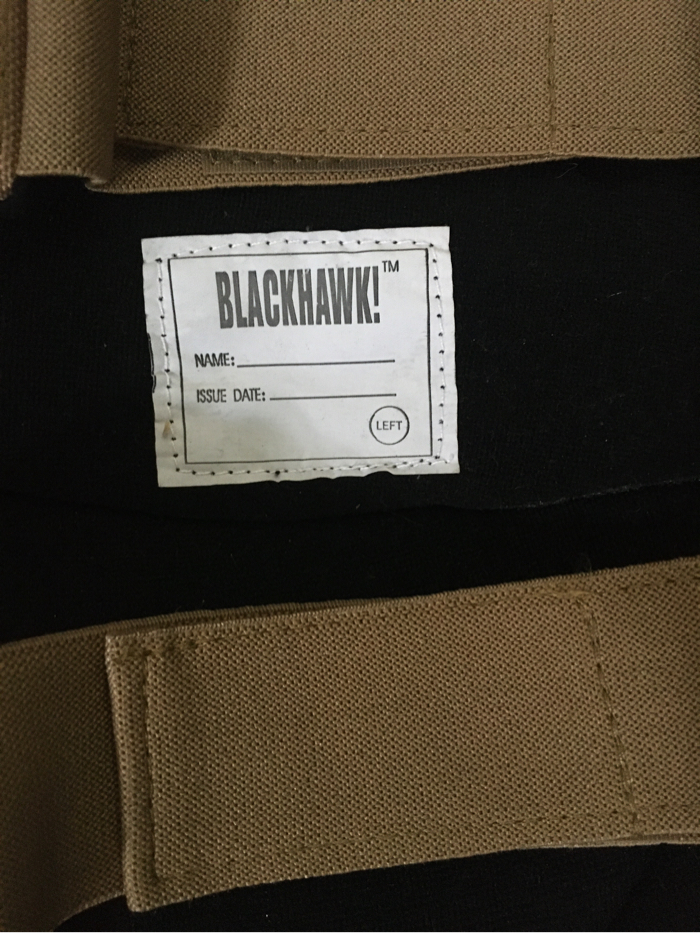 BLACKHAWK!™
NAME:
ISSUE DATE:
LEFT